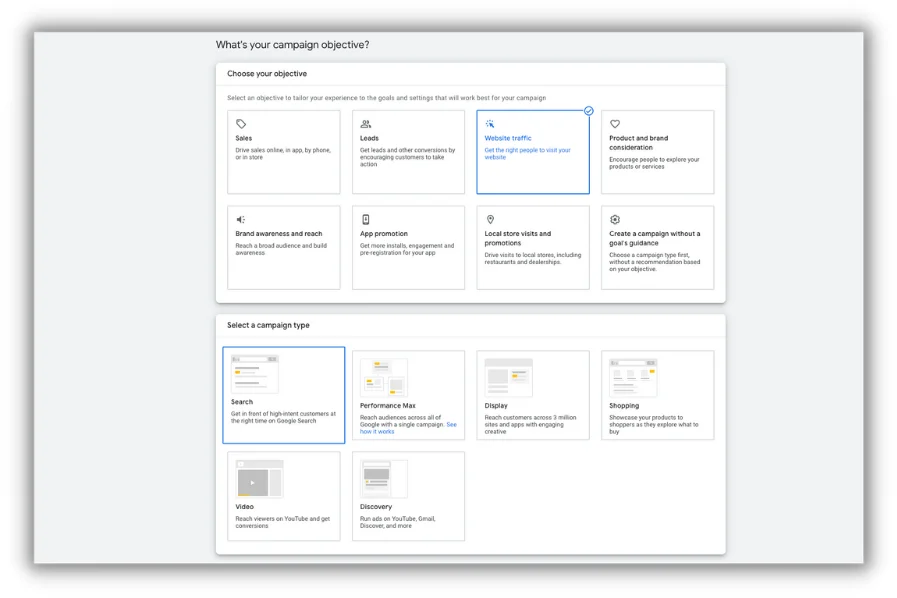 What's your campaign objective?
Choose your objective
Select an objective to tailor your experience to the goals and settings that will work best for your campaign
Sales
Drive sales online, in app, by phone,
or in store
Leads
Get leads and other conversions by
encouraging customers to take
action
Website traffic
Get the right people to visit your
website
Product and brand
consideration
Encourage people to explore your
products or services
Brand awareness and reach
Reach a broad audience and build
awareness
App promotion
Get more installs, engagement and
pre-registration for your app
Local store visits and
promotions
Drive visits to local stores, including
restaurants and dealerships.
Create a campaign without a
goal's guidance
Choose a campaign type first,
without a recommendation based
on your objective.
Select a campaign type
Search
Get in front of high-intent customers at
the right time on Google Search
Performance Max
Reach audiences across all of
Google with a single campaign. See
how it works
Display
Reach customers across 3 million
sites and apps with engaging
creative
Shopping
Showcase your products to
shoppers as they explore what to
buy
Video
Reach viewers on YouTube and get
conversions
Discovery
Run ads on YouTube, Gmail,
Discover, and more